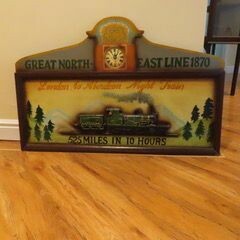 GREAT NORTH- EAST LINE 1870
London to Aberdeen Night Train
525 MILES IN 10 HOURS